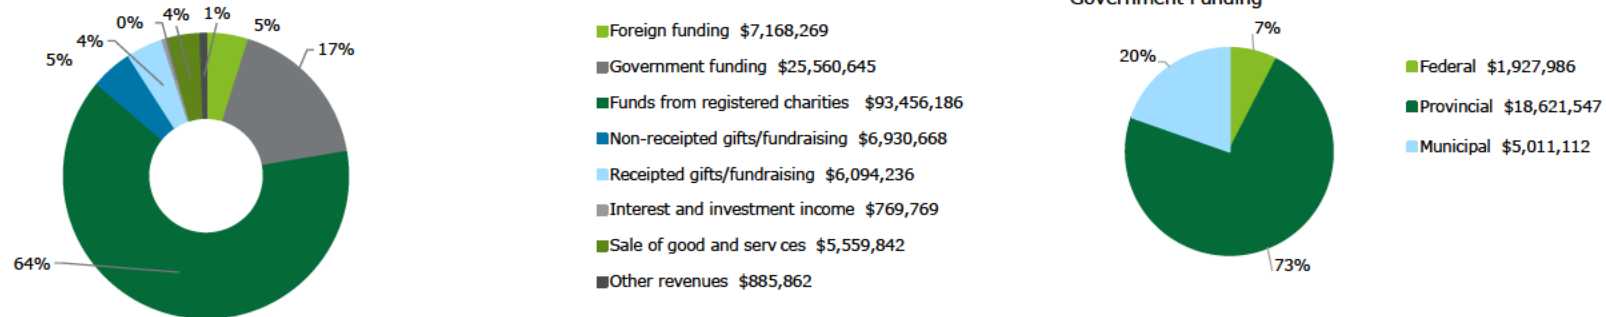 0%
4%
1%
4%
5%
5%
17%
64%
Foreign funding $7,168,269
Government funding $25,560,645
Funds from registered charities $93,456,186
Non-receipted gifts/fundraising $6,930,668
Receipted gifts/fundraising $6,094,236
Interest and investment income $769,769
Sale of good and serv ces $5,559,842
Other revenues $885,862
Government Funding
7%
20%
73%
Federal $1,927,986
Provincial $18,621,547
Municipal $5,011,112